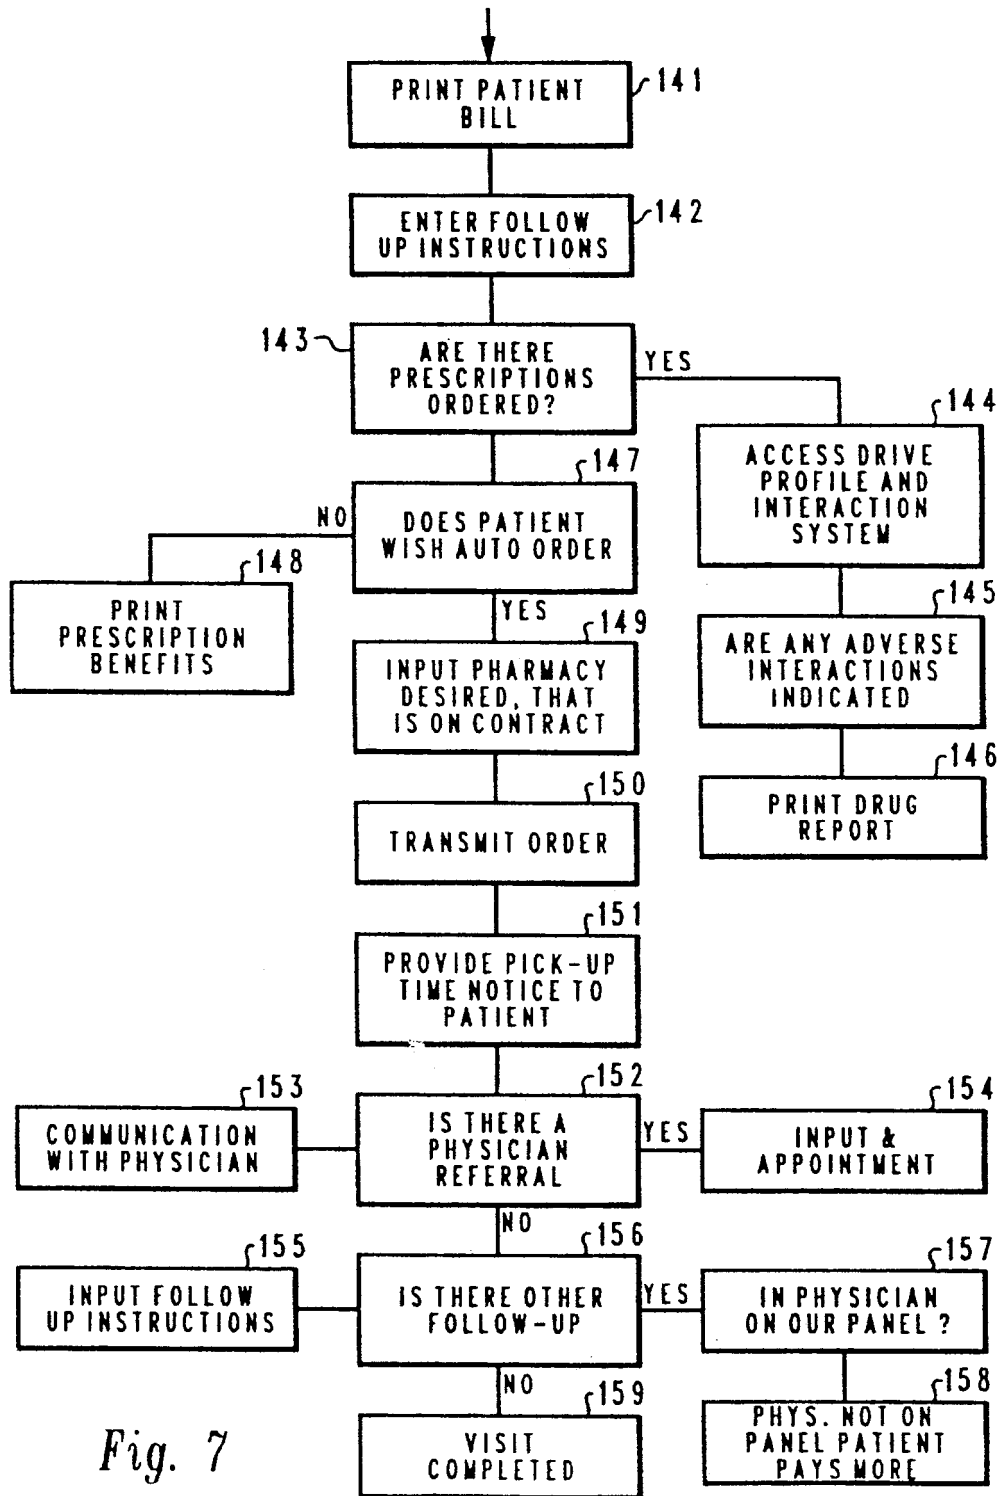 PRINT PATIENT
BILL
141
ENTER FOLLOW
UP INSTRUCTIONS
142
143
ARE THERE
PRESCRIPTIONS
ORDERED?
YES
144
ACCESS DRIVE
PROFILE AND
INTERACTION
SYSTEM
147
DOES PATIENT
WISH AUTO ORDER
NO
148
PRINT
PRESCRIPTION
BENEFITS
YES
145
ARE ANY ADVERSE
INTERACTIONS
INDICATED
149
INPUT PHARMACY
DESIRED, THAT
IS ON CONTRACT
146
PRINT DRUG
REPORT
150
TRANSMIT ORDER
151
PROVIDE PICK-UP
TIME NOTICE TO
PATIENT
152
IS THERE A
PHYSICIAN
REFERRAL
153
COMMUNICATION
WITH PHYSICIAN
YES
154
INPUT &
APPOINTMENT
NO
155
INPUT FOLLOW
UP INSTRUCTIONS
156
IS THERE OTHER
FOLLOW-UP
YES
157
IN PHYSICIAN
ON OUR PANEL ?
NO
158
PHYS. NOT ON
PANEL PATIENT
PAYS MORE
159
VISIT
COMPLETED
Fig. 7